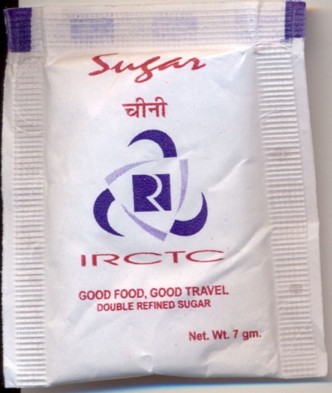 Sugar
चीनी
R
IRCTC
GOOD FOOD, GOOD TRAVEL
DOUBLE REFINED SUGAR
Net. Wt. 7 gm.